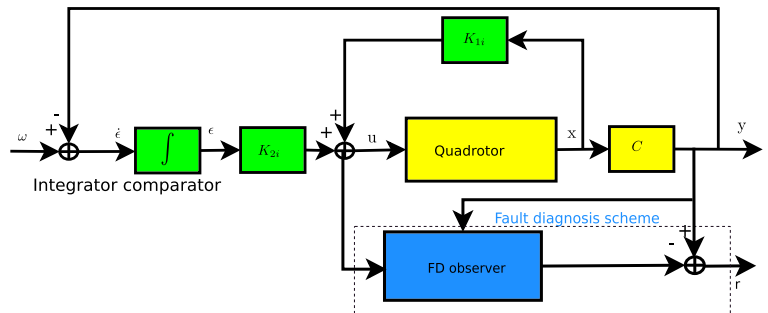 K₁ᵢ
- +
ω
ϵ̇
∫
ϵ
K₂ᵢ
+ +
u
Quadrotor
x
C
y
Integrator comparator
Fault diagnosis scheme
FD observer
- +
r